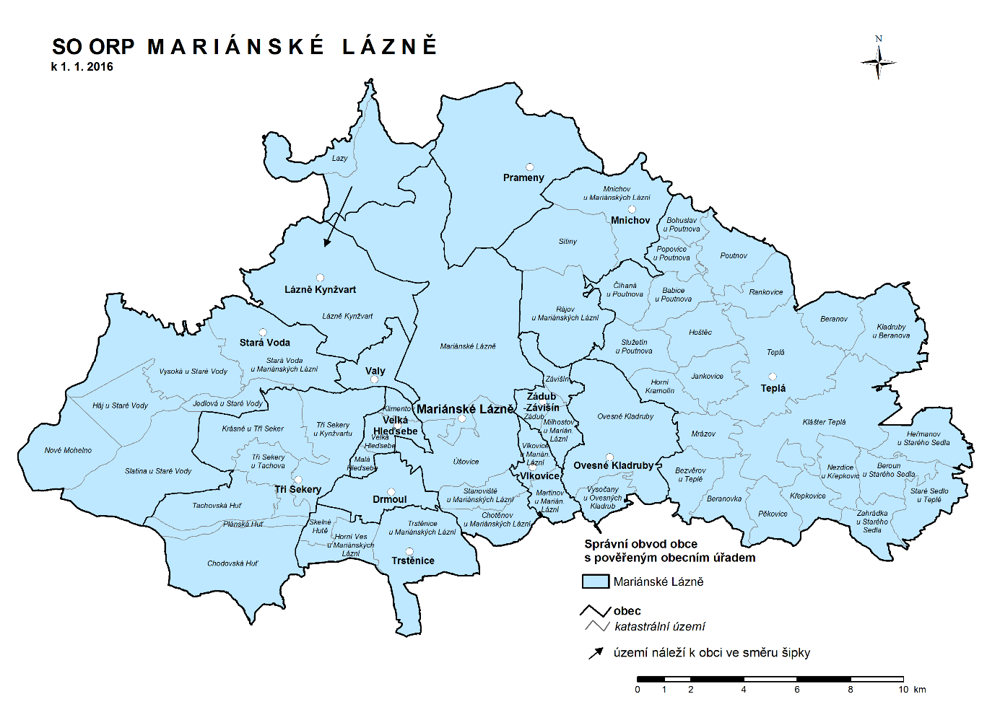 SO ORP MARIÁNSKÉ LÁZNĚ
k 1. 1. 2016
N
Lazy
Prameny
Mnichov
u Mariánských Lázní
Mnichov
Sítiny
Bohuslav
u Poutnova
Popovice
u Poutnova
Poutnov
Rankovice
Číhaná
u Poutnova
Babice
u Poutnova
Lázně Kynžvart
Lázně Kynžvart
Rájov
u Mariánských Lázní
Beranov
Kladruby
u Beranova
Hoštěc
Služetín
u Poutnova
Teplá
Teplá
Jankovice
Horní
Kramolín
Stará Voda
Stará Voda
u Mariánských Lázní
Vysoká u Staré Vody
Jedlová u Staré Vody
Háj u Staré Vody
Nové Mohelno
Slatina u Staré Vody
Mariánské Lázně
Valy
Závišín
Zádub
-Závišín
Zádub
Klimentov
Velká
Hleďsebe
Velká
Hleďsebe
Malá
Hleďsebe
Mariánské Lázně
Úšovice
Milhostov
u Marián.
Lázní
Vlkovice
u Marián.
Lázní
Vlkovice
Martinov
u Marián.
Lázní
Ovesné Kladruby
Ovesné Kladruby
Vysočany
u Ovesných
Kladrub
Klášter Teplá
Mrázov
Bezvěrov
u Teplé
Beranovka
Pěkovice
Křepkovice
Nezdice
u Křepkovic
Heřmanov
u Starého Sedla
Beroun
u Starého Sedla
Staré Sedlo
u Teplé
Zahrádka
u Starého
Sedla
Krásné u Tří Seker
Tři Sekery
u Kynžvartu
Tři Sekery
u Tachova
Tři Sekery
Tachovská Huť
Plánská Huť
Chodovská Huť
Drmoul
Skelné
Hutě
Horní Ves
u Mariánských
Lázní
Trstěnice
u Mariánských Lázní
Trstěnice
Stanoviště
u Mariánských Lázní
Chotěnov
u Mariánských Lázní
Správní obvod obce
s pověřeným obecním úřadem
Mariánské Lázně
obec
katastrální území
území náleží k obci ve směru šipky
0 1 2 4 6 8 10 km